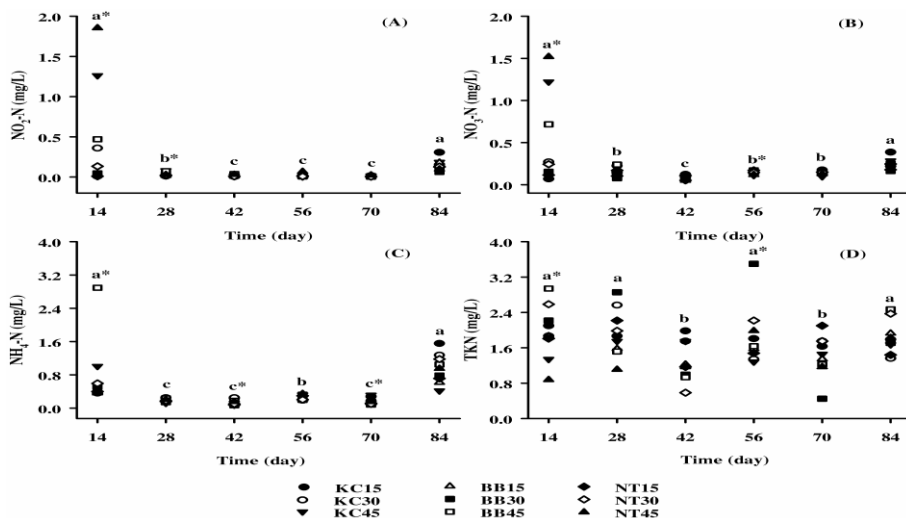 2.0
a*
(A)
1.5
1.0
0.5
b*
c
c
c
a
0.0
NO2-N (mg/L)
14 28 42 56 70 84
Time (day)
2.0
(B)
a*
1.5
1.0
0.5
b
c
b*
b
a
0.0
NO3-N (mg/L)
14 28 42 56 70 84
Time (day)
4.0
(C)
a*
3.2
2.4
1.6
a
0.8
c
c*
b
c*
0.0
NH4-N (mg/L)
14 28 42 56 70 84
Time (day)
4.0
a*
(D)
3.2
a*
a
a
2.4
b
b
1.6
0.8
0.0
TKN (mg/L)
14 28 42 56 70 84
Time (day)
KC15 BB15 NT15
KC30 BB30 NT30
KC45 BB45 NT45